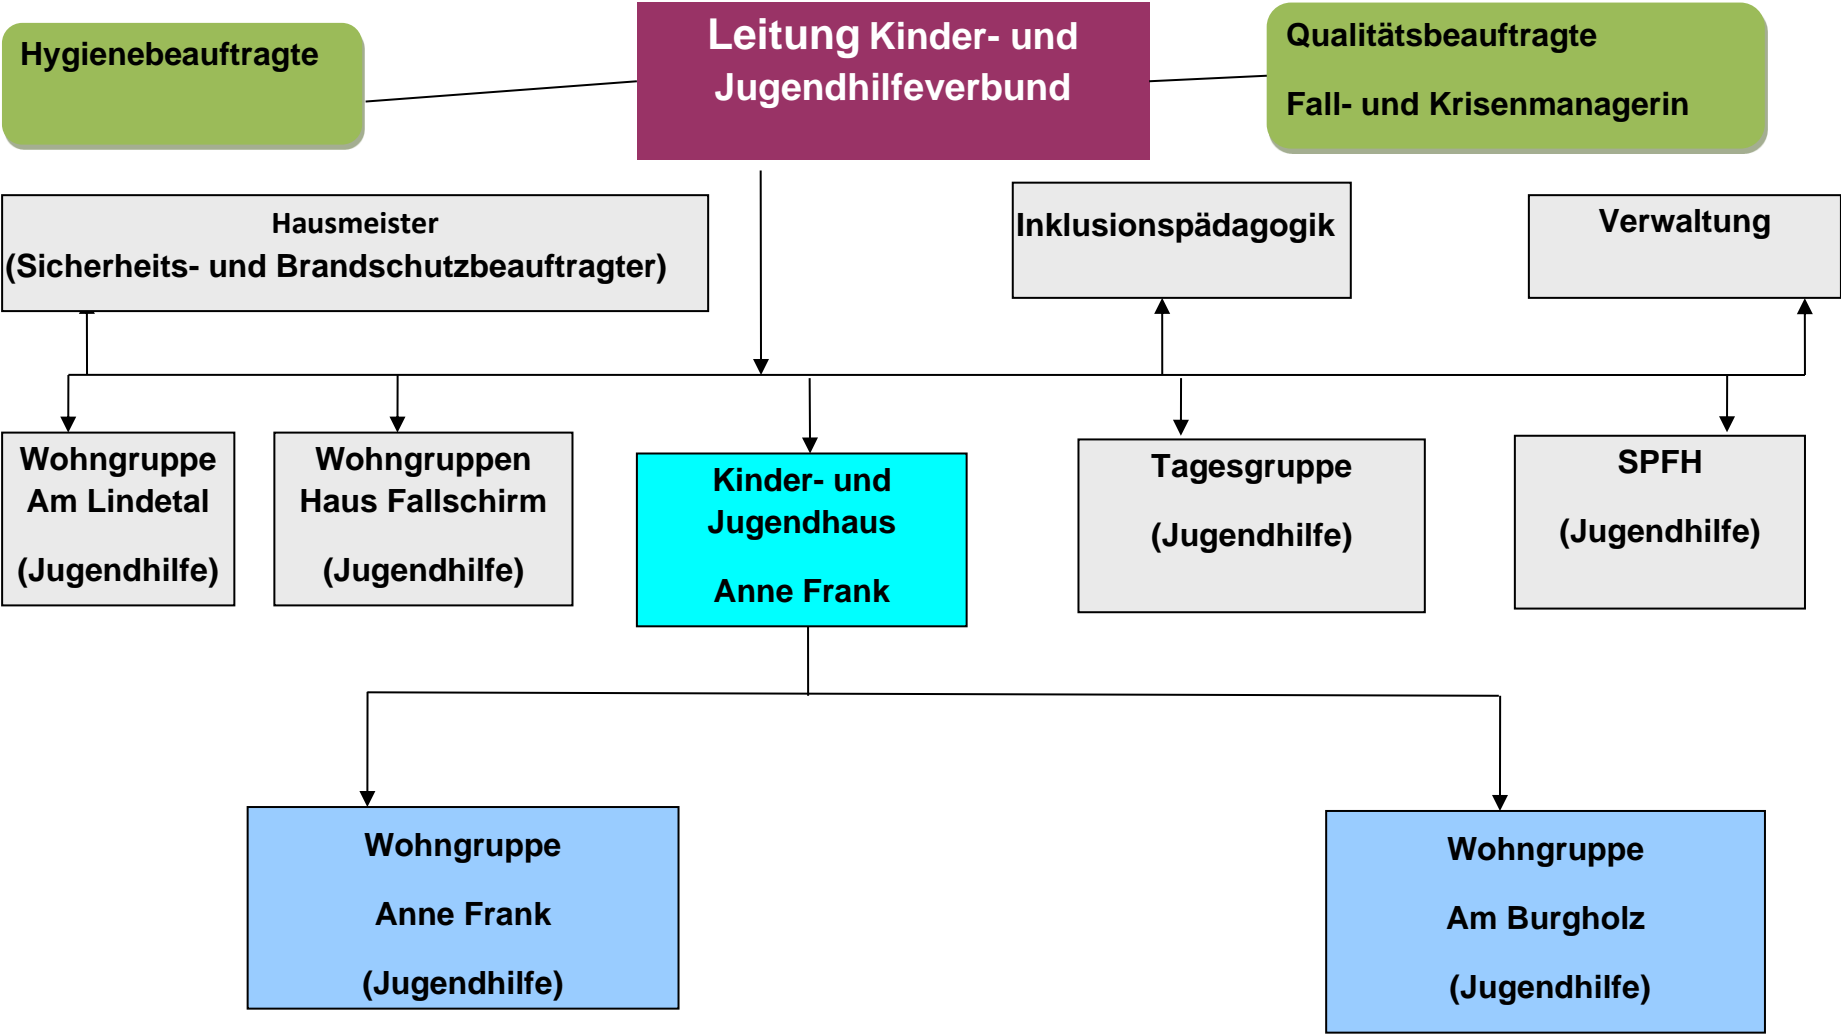 Hygienebeauftragte
Leitung Kinder- und
Jugendhilfeverbund
Qualitätsbeauftragte
Fall- und Krisenmanagerin
Hausmeister
(Sicherheits- und Brandschutzbeauftragter)
Inklusionspädagogik
Verwaltung
Wohngruppe
Am Lindetal
(Jugendhilfe)
Wohngruppen
Haus Fallschirm
(Jugendhilfe)
Kinder- und
Jugendhaus
Anne Frank
Tagesgruppe
(Jugendhilfe)
SPFH
(Jugendhilfe)
Wohngruppe
Anne Frank
(Jugendhilfe)
Wohngruppe
Am Burgholz
(Jugendhilfe)